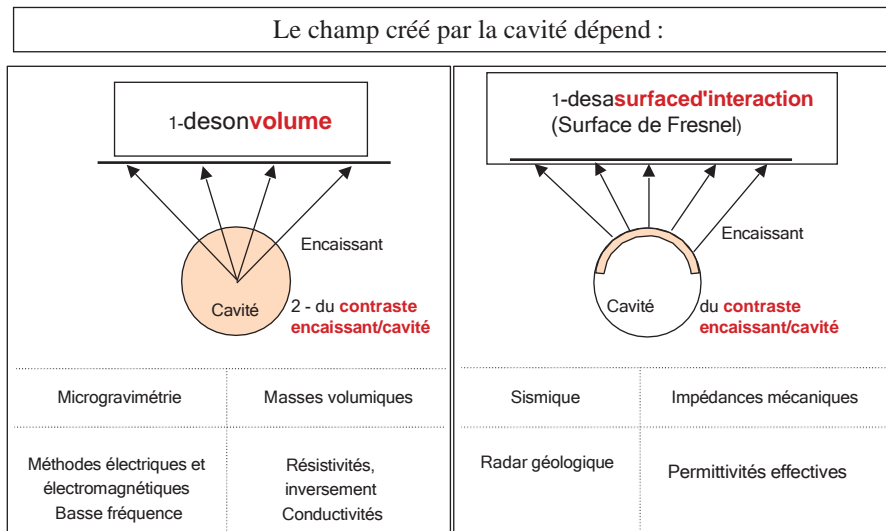 Le champ créé par la cavité dépend :
1-desonvolume
Encaissant
Cavité
2 - du contraste
encaissant/cavité
Microgravimétrie
Masses volumiques
Méthodes électriques et
électromagnétiques
Basse fréquence
Résistivités,
inversement
Conductivités
1-desasurfaced'interaction
(Surface de Fresnel)
Encaissant
Cavité
du contraste
encaissant/cavité
Sismique
Impédances mécaniques
Radar géologique
Permittivités effectives